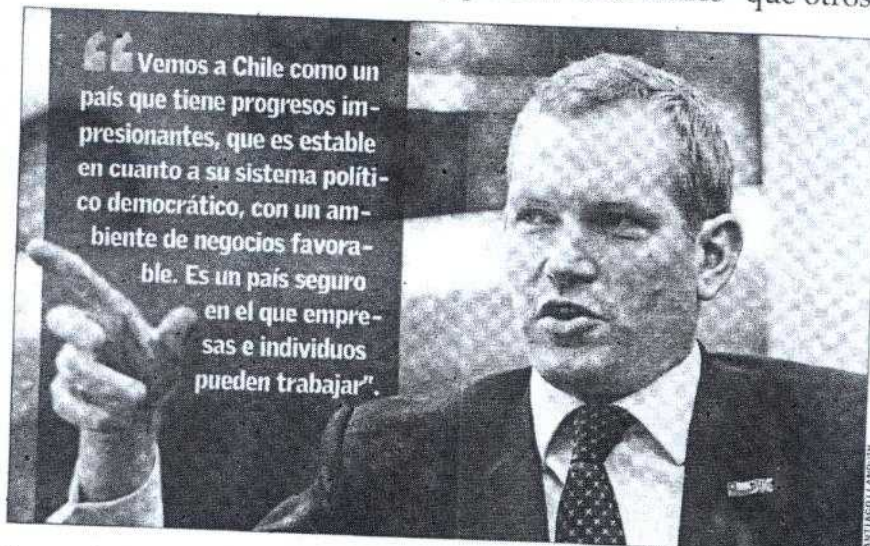 que otros
“Vemos a Chile como un
país que tiene progresos im-
presionantes, que es estable
en cuanto a su sistema políti-
co democrático, con un am-
biente de negocios favora-
ble. Es un país seguro
en el que empre-
sas e individuos
pueden trabajar”.